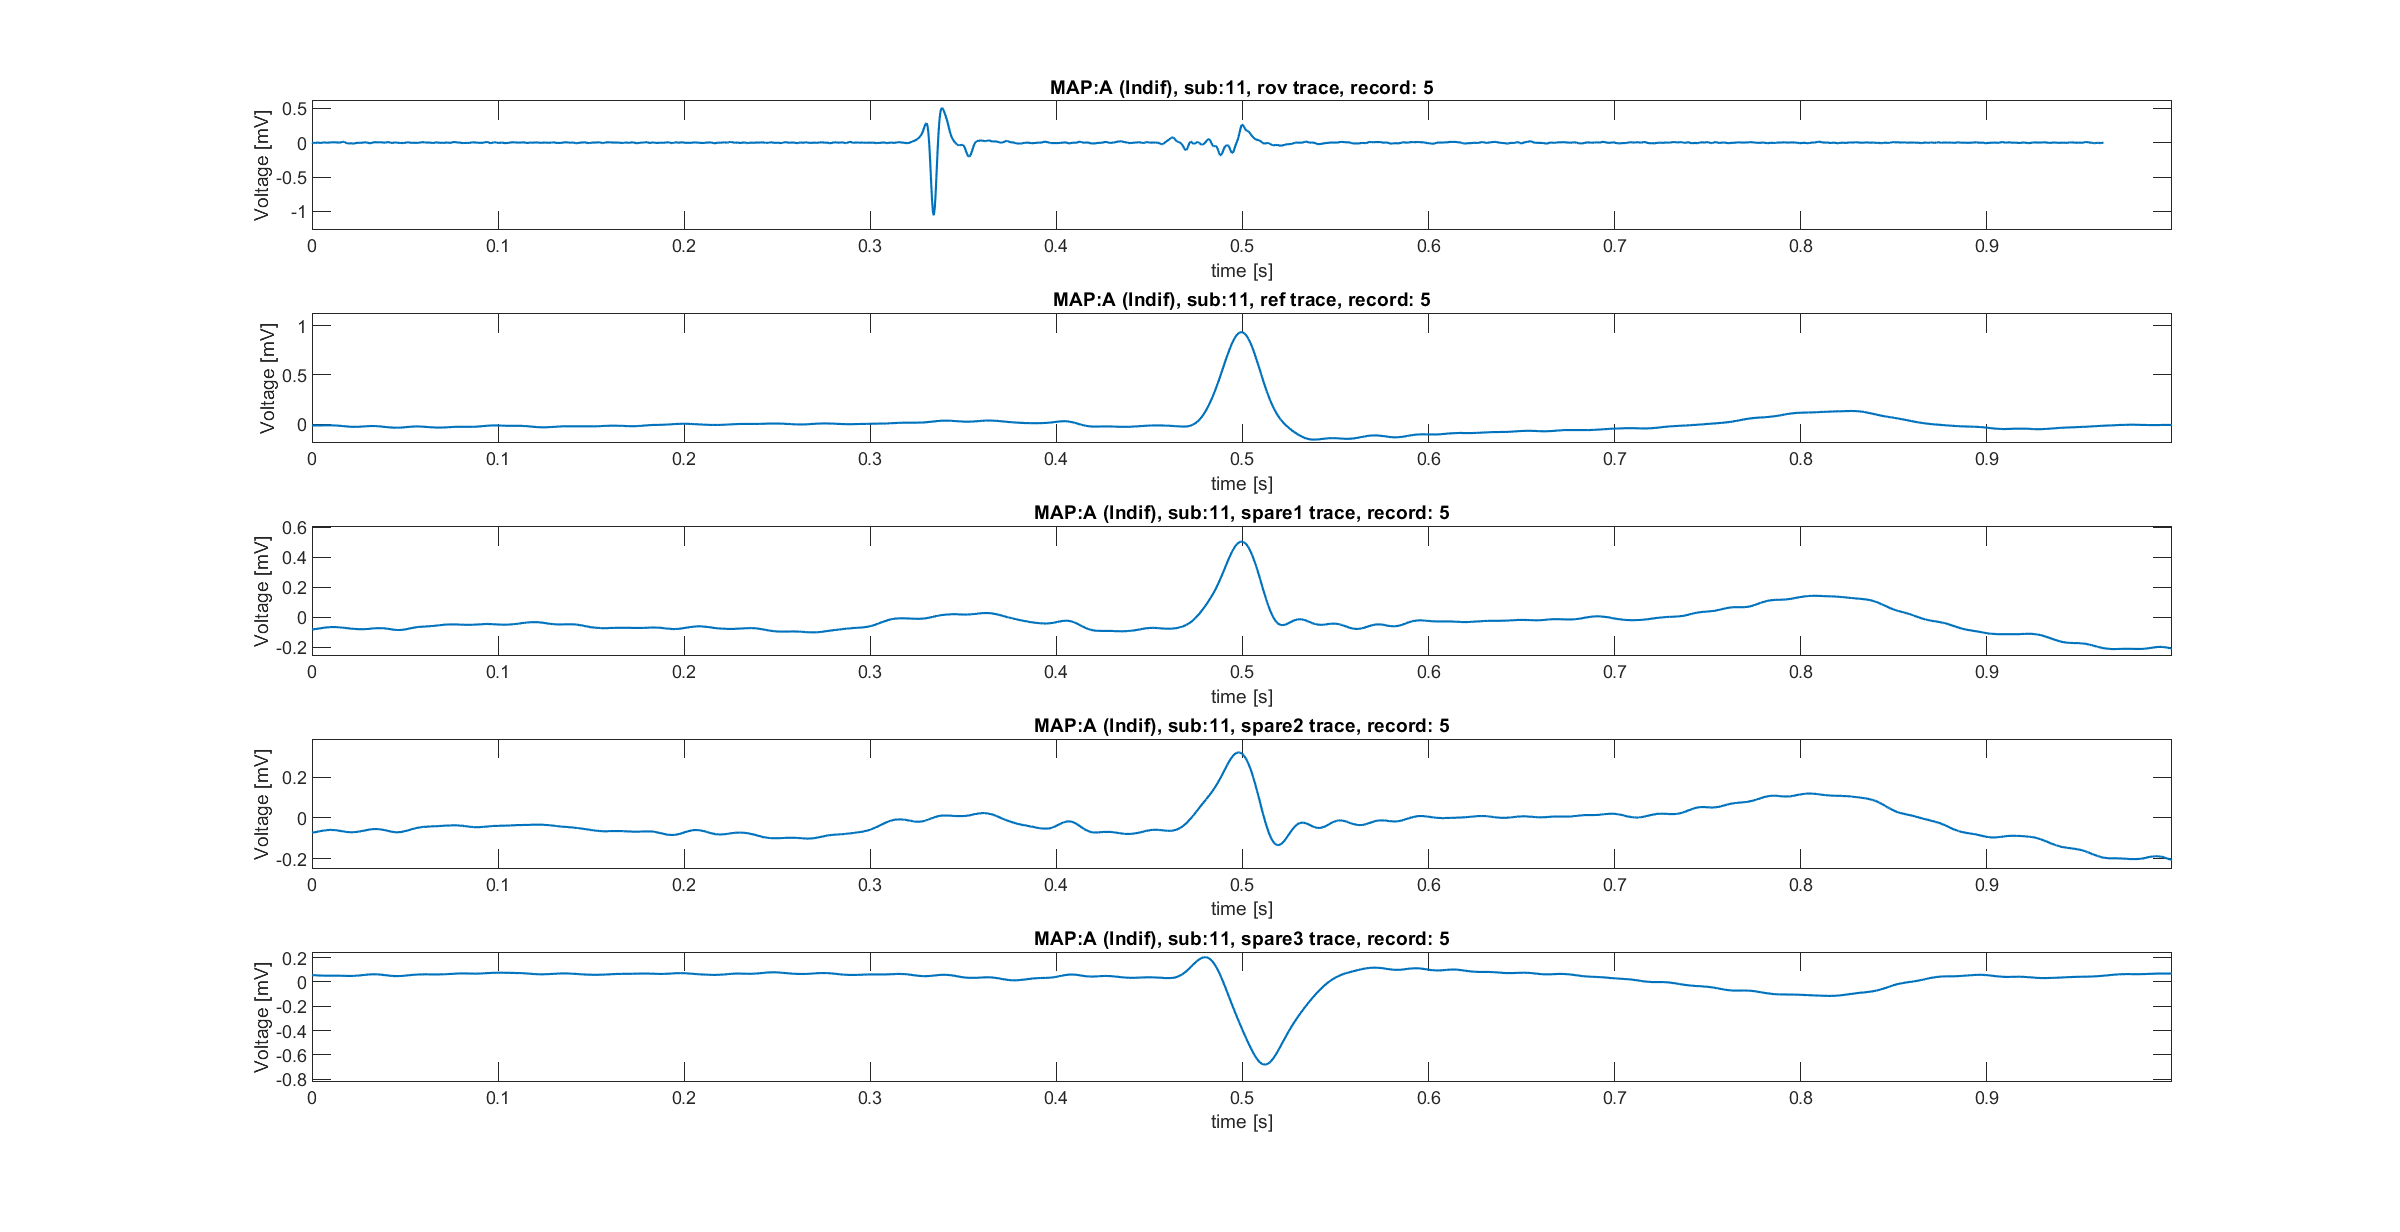 MAP:A (Indif), sub:11, rov trace, record: 5
Voltage [mV]
0.5
0
-0.5
-1
0 0.1 0.2 0.3 0.4 0.5 0.6 0.7 0.8 0.9
time [s]
MAP:A (Indif), sub:11, ref trace, record: 5
Voltage [mV]
1
0.5
0
0 0.1 0.2 0.3 0.4 0.5 0.6 0.7 0.8 0.9
time [s]
MAP:A (Indif), sub:11, spare1 trace, record: 5
Voltage [mV]
0.6
0.4
0.2
0
-0.2
0 0.1 0.2 0.3 0.4 0.5 0.6 0.7 0.8 0.9
time [s]
MAP:A (Indif), sub:11, spare2 trace, record: 5
Voltage [mV]
0.2
0
-0.2
0 0.1 0.2 0.3 0.4 0.5 0.6 0.7 0.8 0.9
time [s]
MAP:A (Indif), sub:11, spare3 trace, record: 5
Voltage [mV]
0.2
0
-0.2
-0.4
-0.6
-0.8
0 0.1 0.2 0.3 0.4 0.5 0.6 0.7 0.8 0.9
time [s]